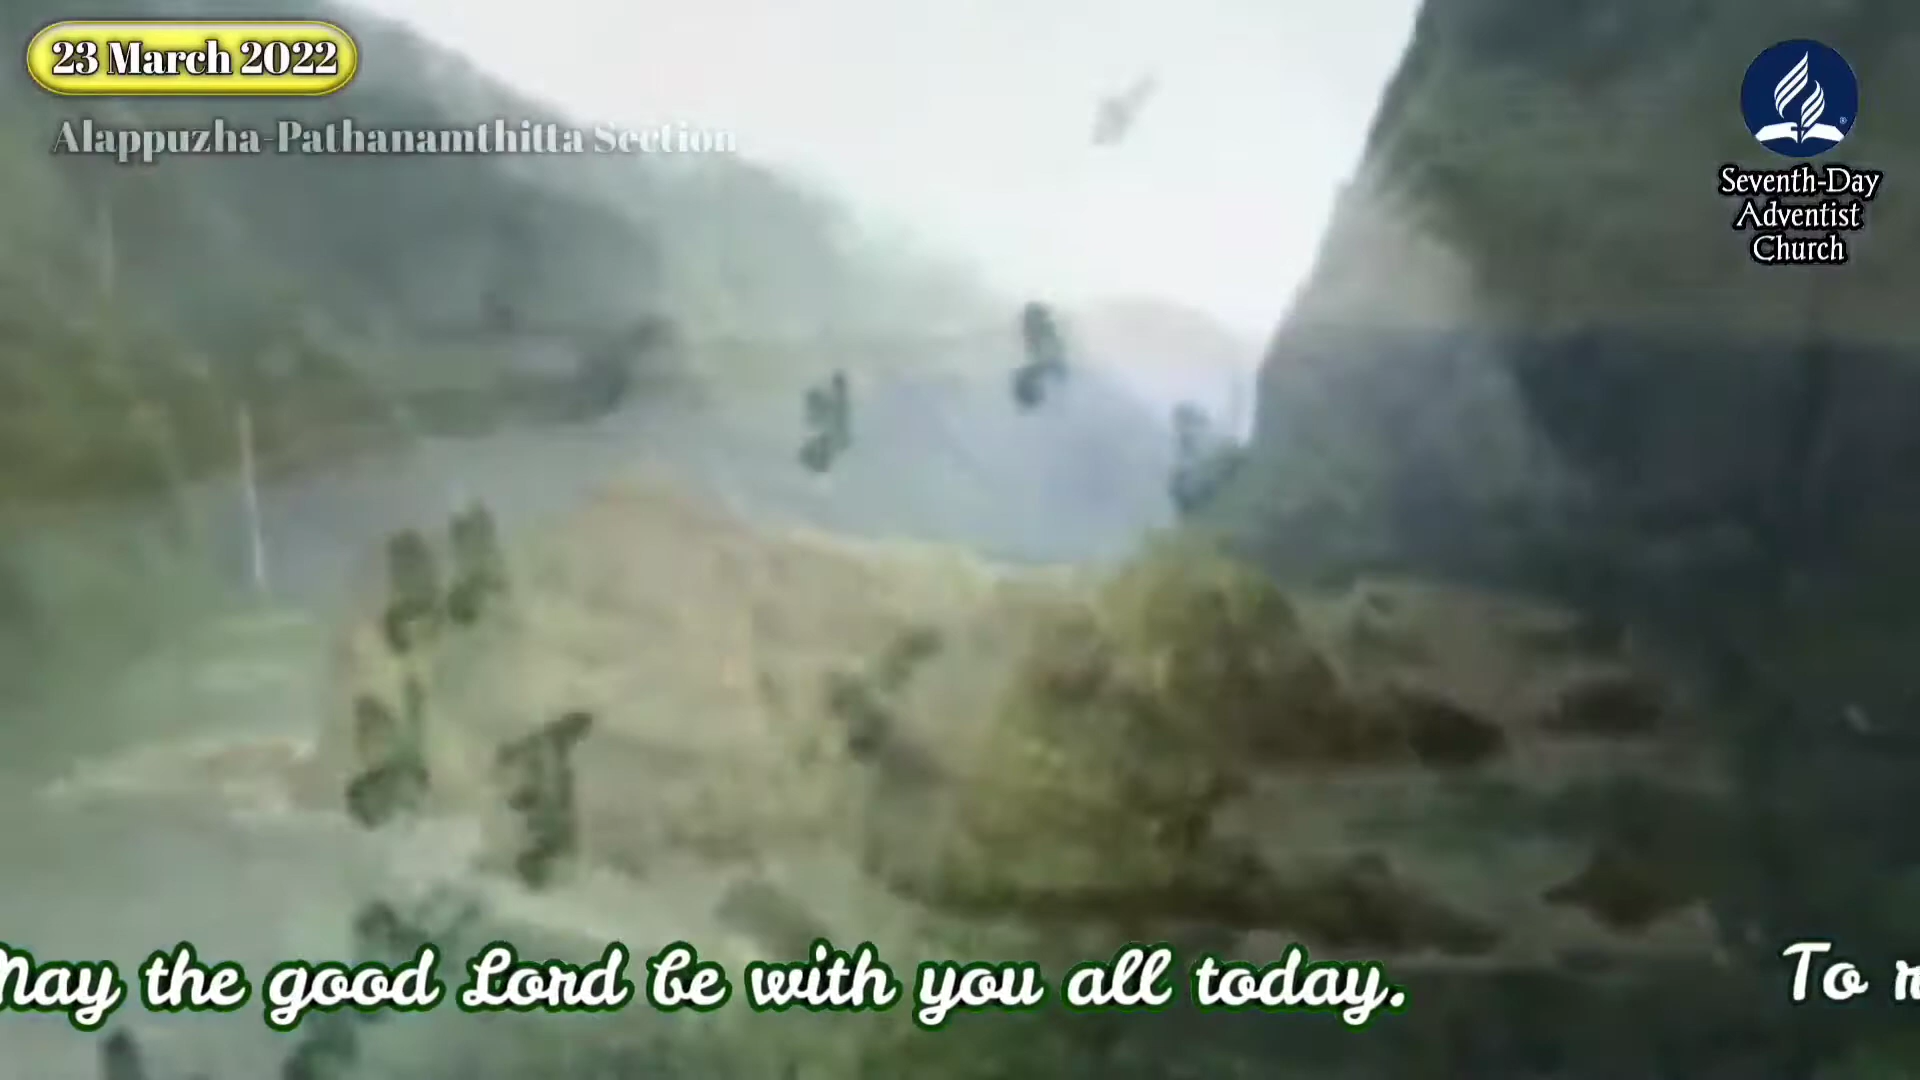 23 March 2022
Alappuzha-Pathanamthitta Section
Seventh-Day
Adventist
Church
May the good Lord be with you all today.
To